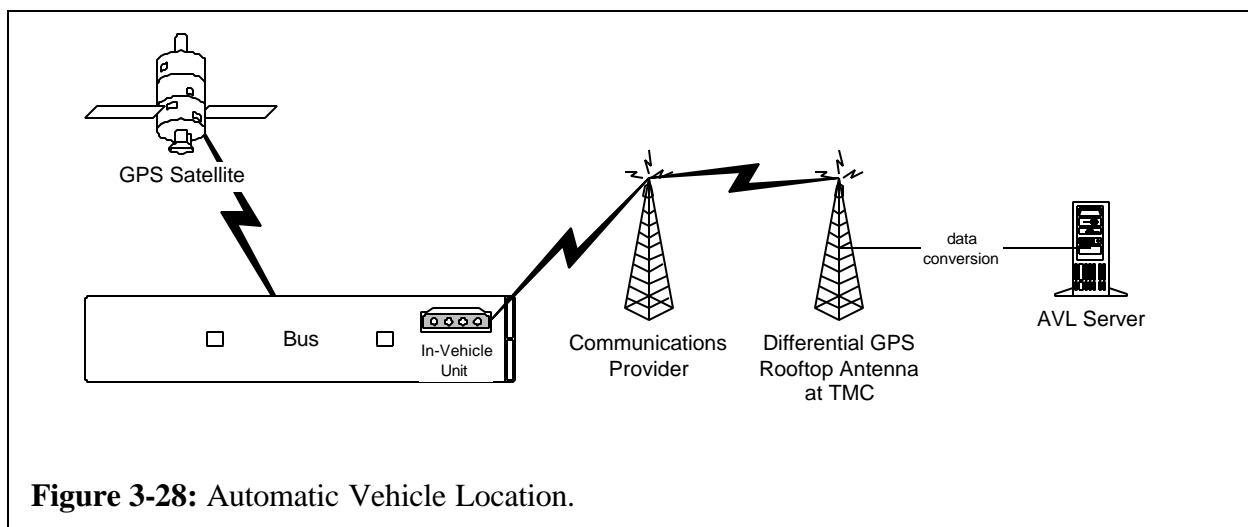 GPS Satellite
Bus
In-Vehicle
Unit
Communications
Provider
Differential GPS
Rooftop Antenna
at TMC
data
conversion
AVL Server
Figure 3-28: Automatic Vehicle Location.